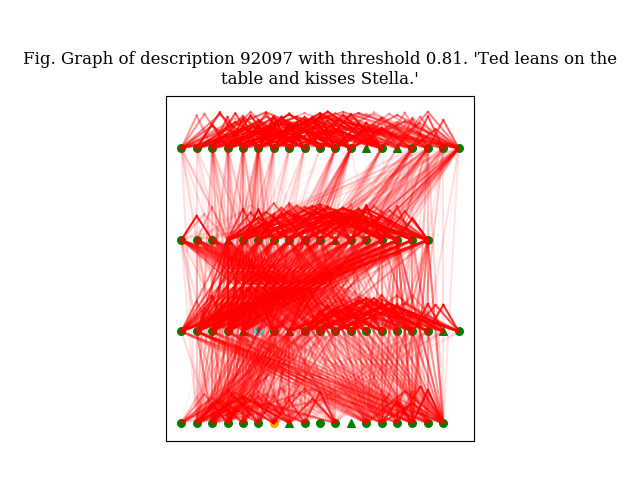 Fig. Graph of description 92097 with threshold 0.81. 'Ted leans on the
table and kisses Stella.'